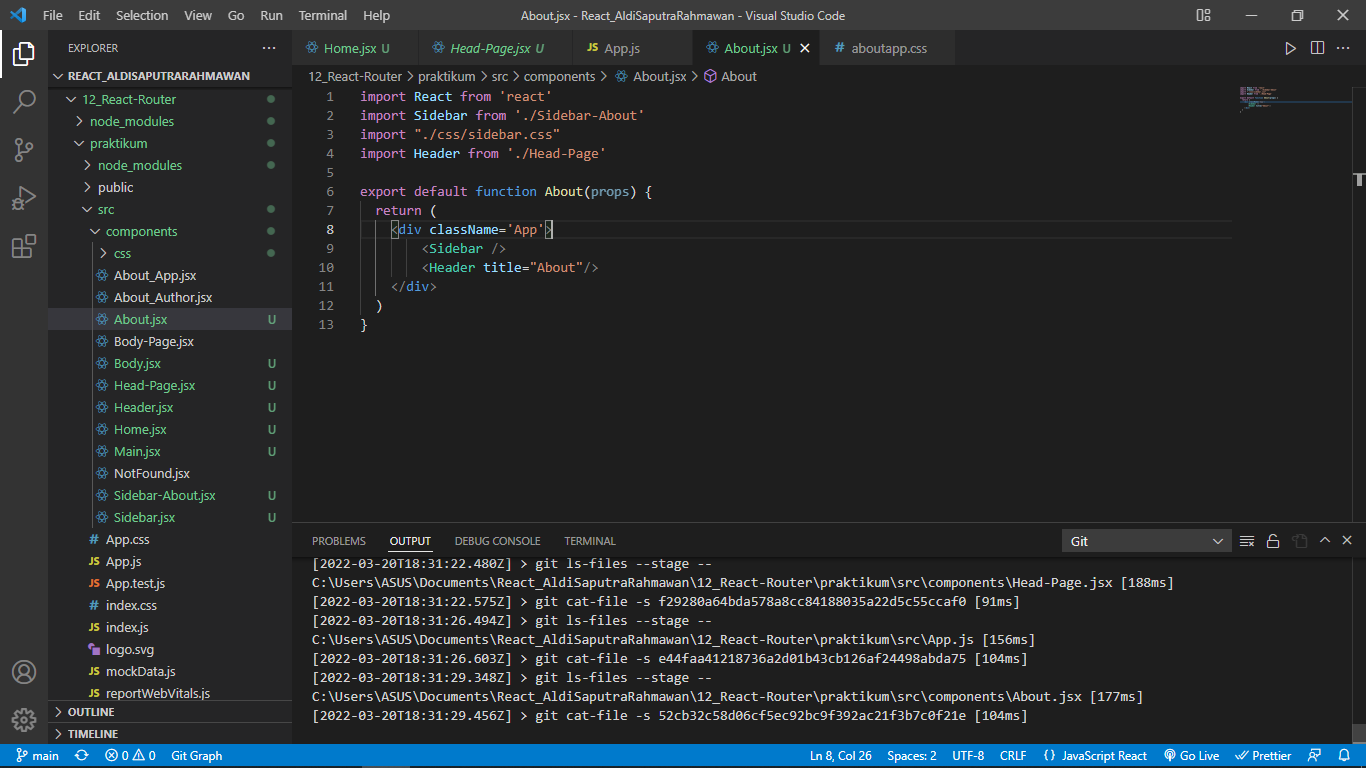 File Edit Selection View Go Run Terminal Help About.jsx - React_AldiSaputraRahmawan - Visual Studio Code
EXPLORER
REACT_ALDISAPUTRARAHMAWAN
12_React-Router
node_modules
praktikum
node_modules
public
src
components
css
About_App.jsx
About_Author.jsx
About.jsx U
Body-Page.jsx
Body.jsx U
Head-Page.jsx U
Header.jsx U
Home.jsx U
Main.jsx U
NotFound.jsx
Sidebar-About.jsx U
Sidebar.jsx U
# App.css
JS App.js
JS App.test.js
# index.css
JS index.js
logo.svg
JS mockData.js
JS reportWebVitals.js
OUTLINE
TIMELINE
Home.jsx U Head-Page.jsx U JS App.js About.jsx U # aboutapp.css
12_React-Router > praktikum > src > components > About.jsx > About
1 import React from 'react'
2 import Sidebar from './Sidebar-About'
3 import "./css/sidebar.css"
4 import Header from './Head-Page'
5
6 export default function About(props) {
7 return (
8 <div className='App'>
9 <Sidebar />
10 <Header title="About"/>
11 </div>
12 )
13 }
PROBLEMS OUTPUT DEBUG CONSOLE TERMINAL Git
[2022-03-20T18:31:22.480Z] > git ls-files --stage --
C:\Users\ASUS\Documents\React_AldiSaputraRahmawan\12_React-Router\praktikum\src\components\Head-Page.jsx [188ms]
[2022-03-20T18:31:22.575Z] > git cat-file -s f29280a64bda578a8cc84188035a22d5c55ccaf0 [91ms]
[2022-03-20T18:31:26.494Z] > git ls-files --stage --
C:\Users\ASUS\Documents\React_AldiSaputraRahmawan\12_React-Router\praktikum\src\App.js [156ms]
[2022-03-20T18:31:26.603Z] > git cat-file -s e44faa41218736a2d01b43cb126af24498abda75 [104ms]
[2022-03-20T18:31:29.348Z] > git ls-files --stage --
C:\Users\ASUS\Documents\React_AldiSaputraRahmawan\12_React-Router\praktikum\src\components\About.jsx [177ms]
[2022-03-20T18:31:29.456Z] > git cat-file -s 52cb32c58d06cf5ec92bc9f392ac21f3b7c0f21e [104ms]
main 0 0 Git Graph Ln 8, Col 26 Spaces: 2 UTF-8 CRLF {} JavaScript React Go Live Prettier